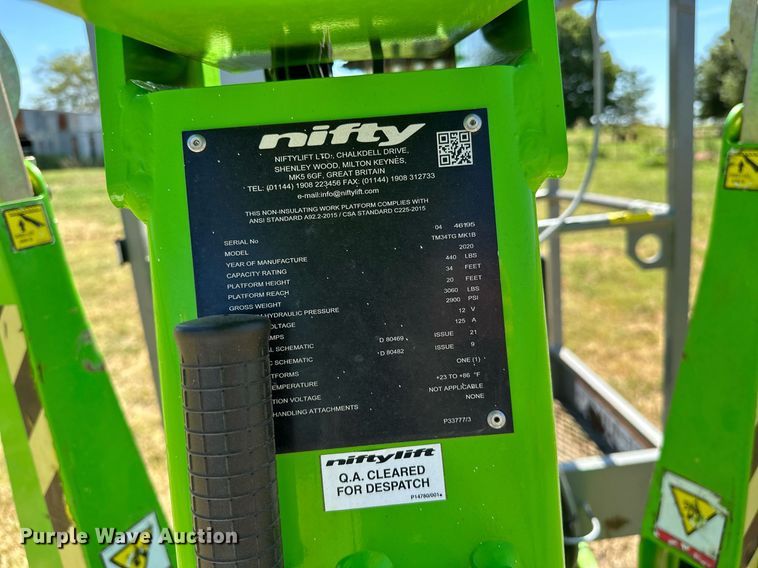 nifty
NIFTYLIFT LTD, CHALKDELL DRIVE,
SHENLEY WOOD, MILTON KEYNES,
MK5 6GF, GREAT BRITAIN
TEL: (01144) 1908 223456 FAX: (01144) 1908 312733
e-mail:info@niftylift.com
THIS NON-INSULATING WORK PLATFORM COMPLIES WITH
ANSI STANDARD A92.2-2015 / CSA STANDARD C225-2015
SERIAL No 04 46195
MODEL TM34TG MK1B
YEAR OF MANUFACTURE 2020
CAPACITY RATING 440 LBS
PLATFORM HEIGHT 34 FEET
PLATFORM REACH 20 FEET
GROSS WEIGHT 3060 LBS
HYDRAULIC PRESSURE 2900 PSI
VOLTAGE 12 V
125 A
SCHEMATIC D 80469 ISSUE 21
SCHEMATIC D 80482 ISSUE 9
ONE (1)
+23 TO +86 °F
VOLTAGE NOT APPLICABLE
HANDLING ATTACHMENTS NONE
P33777/3
niftylift
Q.A. CLEARED
FOR DESPATCH
P14780/001a
Purple Wave Auction